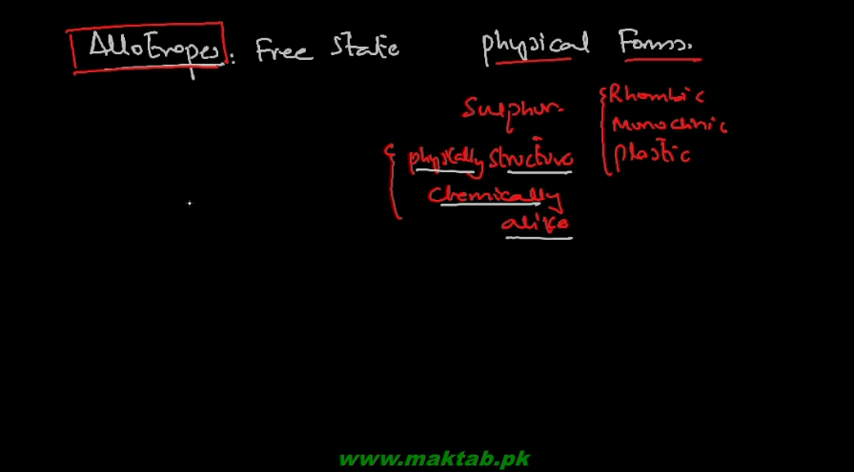 Allotropes: Free State physical Forms.
Sulphur. Rhombic
Monoclinic
physically Structure plastic
Chemically
alike
www.maktab.pk